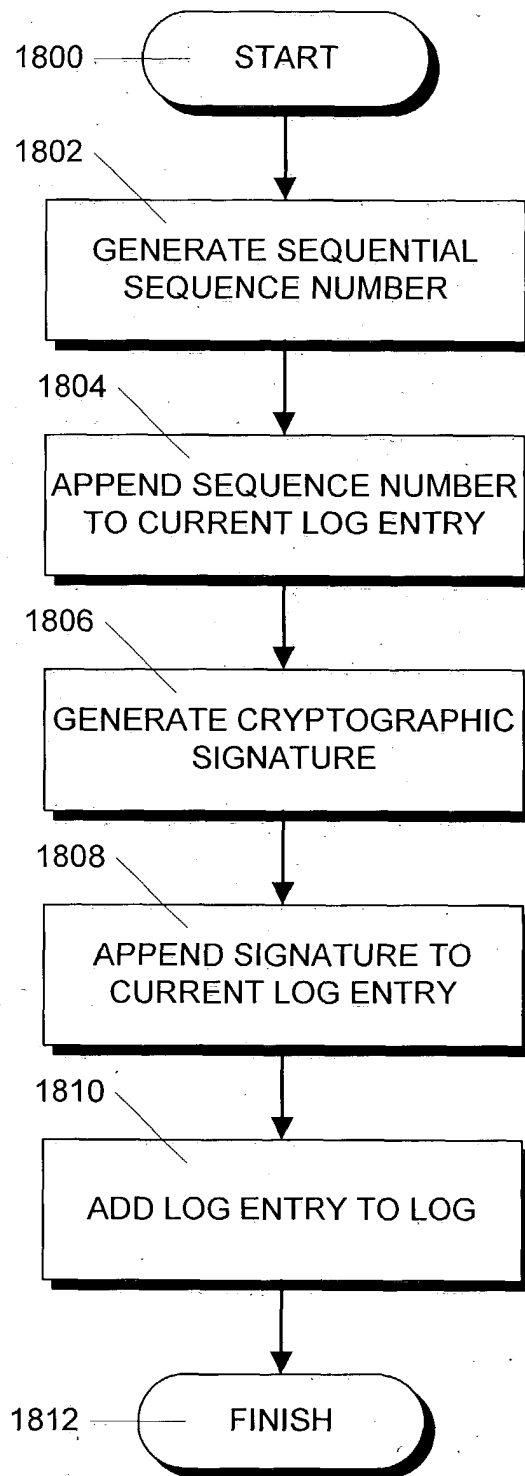 1800
START
1802
GENERATE SEQUENTIAL
SEQUENCE NUMBER
1804
APPEND SEQUENCE NUMBER
TO CURRENT LOG ENTRY
1806
GENERATE CRYPTOGRAPHIC
SIGNATURE
1808
APPEND SIGNATURE TO
CURRENT LOG ENTRY
1810
ADD LOG ENTRY TO LOG
1812
FINISH